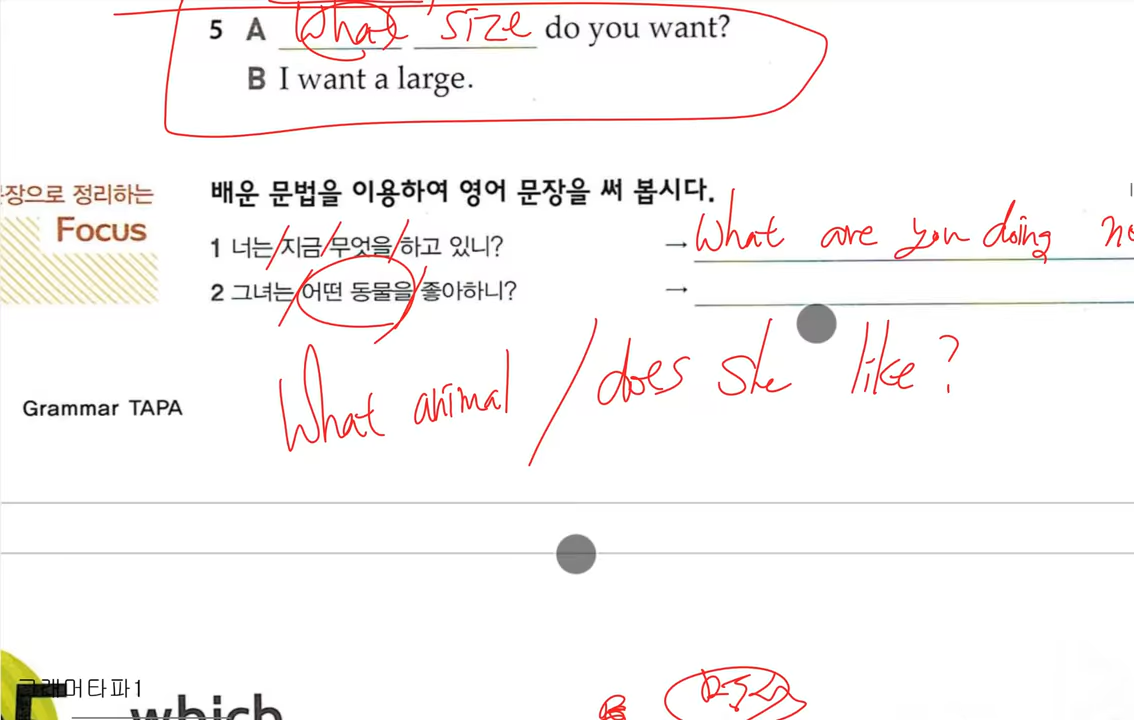 5 A What size do you want?
B I want a large.
문장으로 정리하는
Focus
배운 문법을 이용하여 영어 문장을 써 봅시다.
1 너는/지금/무엇을/하고 있니? → What are you doing
2 그녀는/어떤 동물을/좋아하니? →
What animal / does she like?
Grammar TAPA
그래머타파1
which